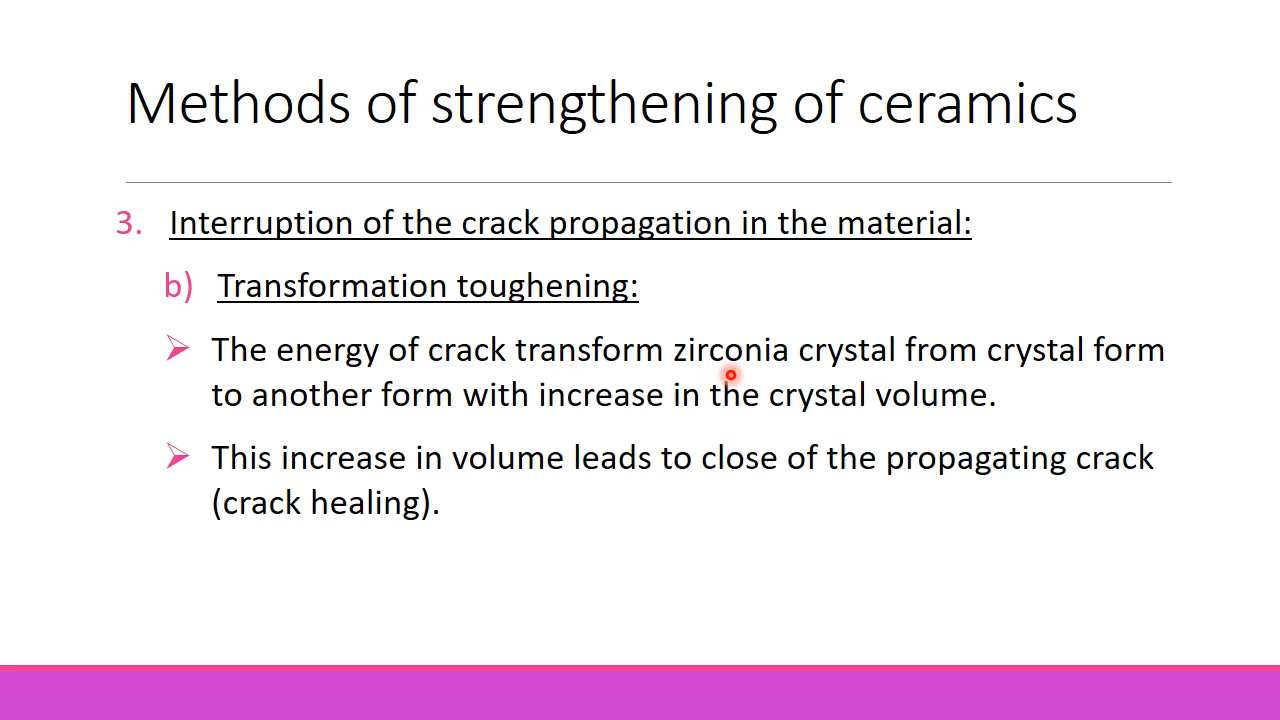 Methods of strengthening of ceramics
3. Interruption of the crack propagation in the material:
b) Transformation toughening:
The energy of crack transform zirconia crystal from crystal form
to another form with increase in the crystal volume.
This increase in volume leads to close of the propagating crack
(crack healing).